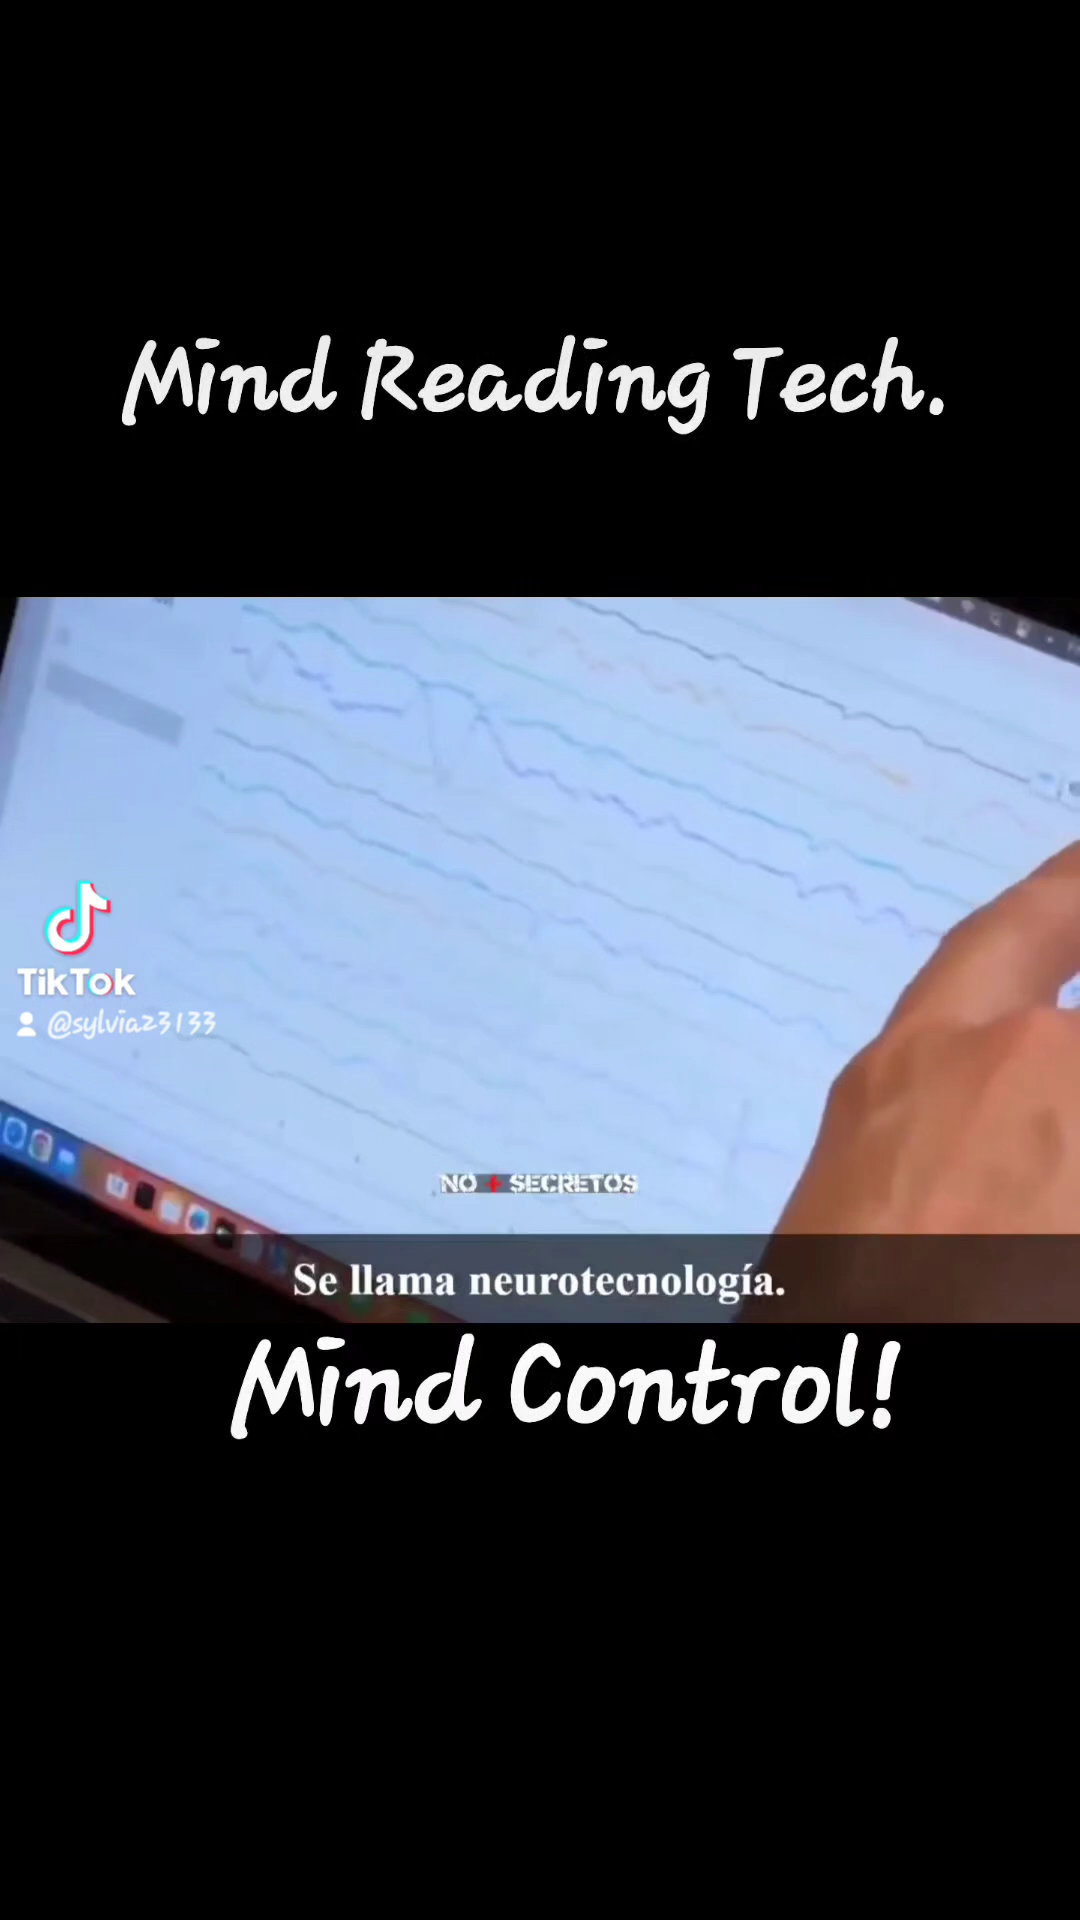 Mind Reading Tech.
TikTok
@sylvia23133
NO + SECRETOS
Se llama neurotecnología.
Mind Control!